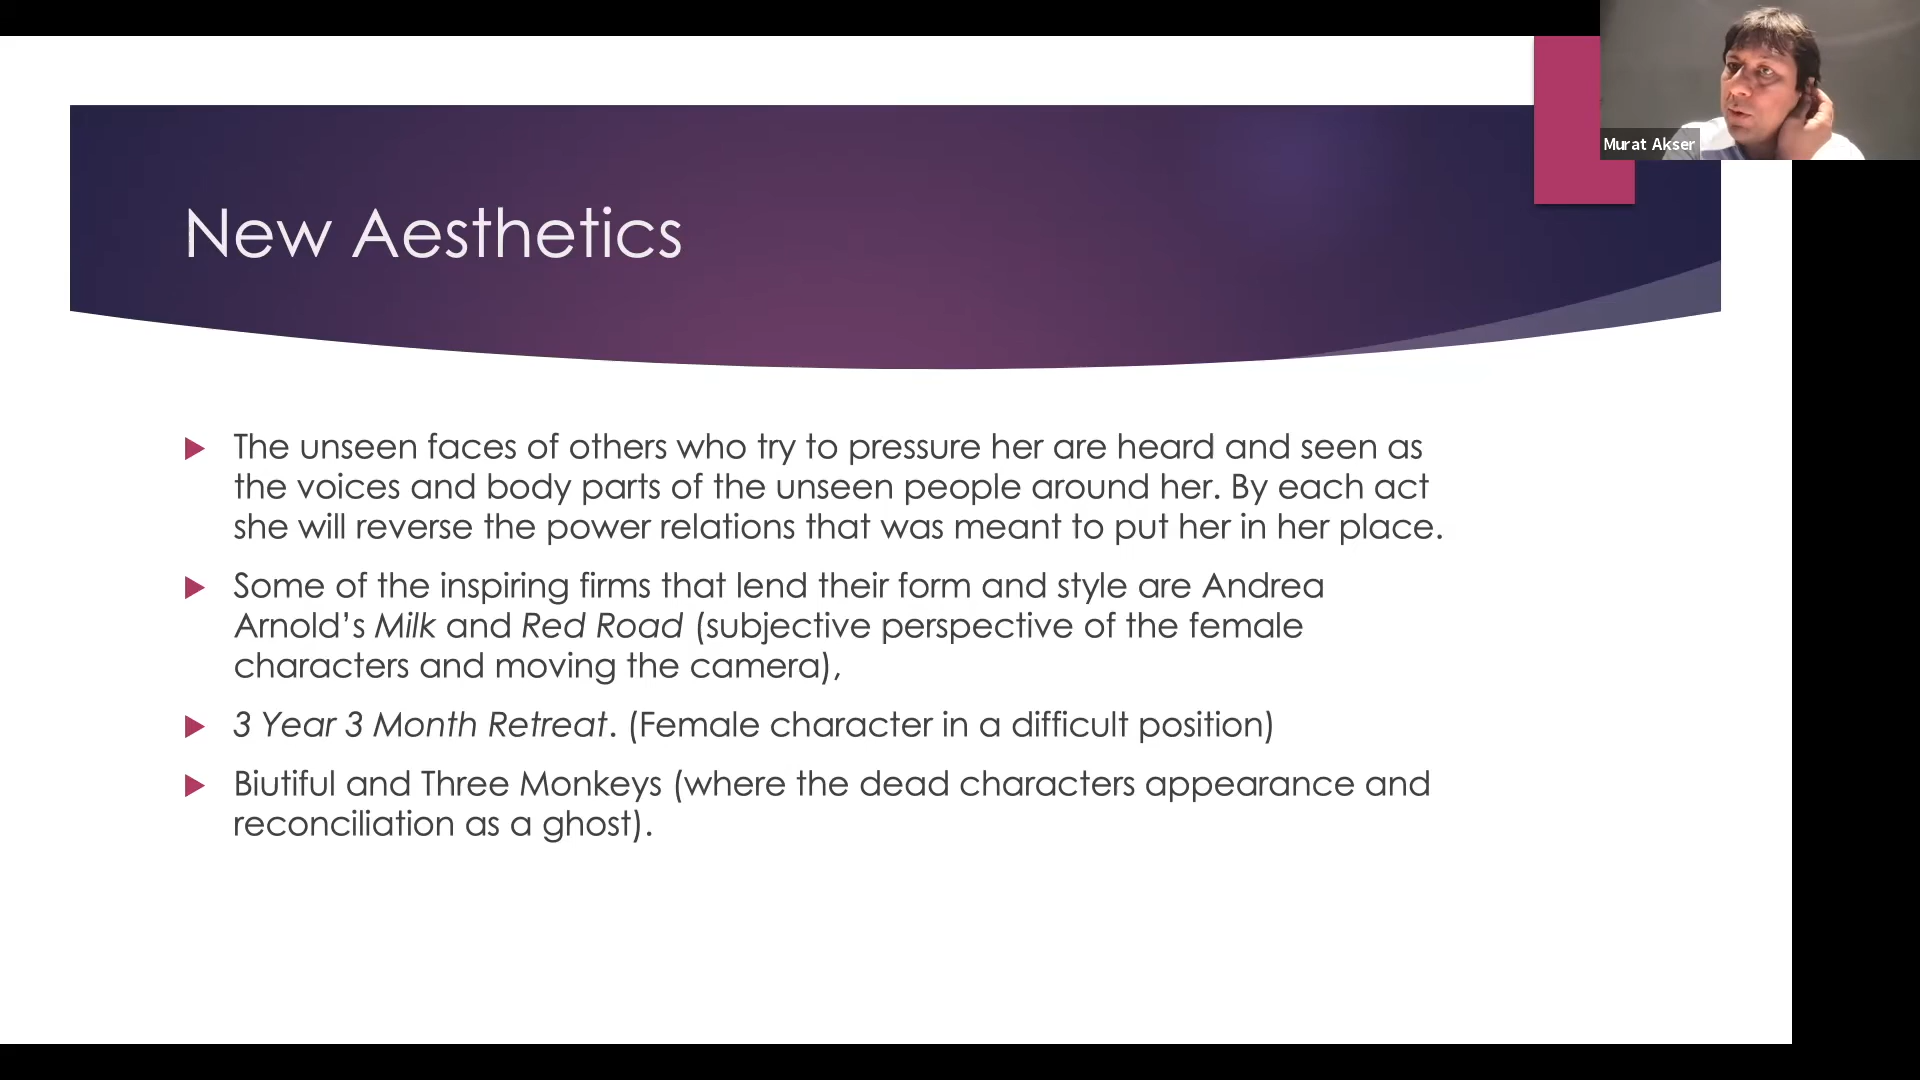 Murat Akser
New Aesthetics
The unseen faces of others who try to pressure her are heard and seen as
the voices and body parts of the unseen people around her. By each act
she will reverse the power relations that was meant to put her in her place.
Some of the inspiring firms that lend their form and style are Andrea
Arnold’s Milk and Red Road (subjective perspective of the female
characters and moving the camera),
3 Year 3 Month Retreat. (Female character in a difficult position)
Biutiful and Three Monkeys (where the dead characters appearance and
reconciliation as a ghost).